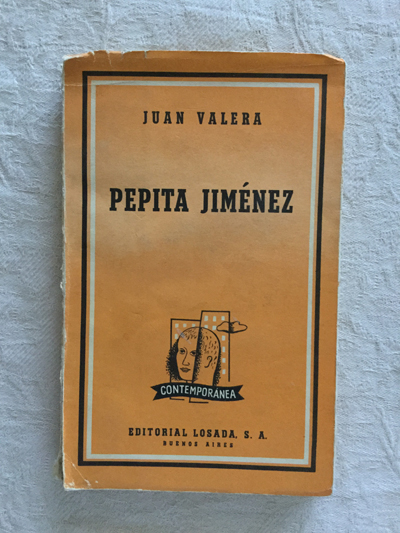 JUAN VALERA
PEPITA JIMÉNEZ
CONTEMPORÁNEA
EDITORIAL LOSADA, S. A.
BUENOS AIRES